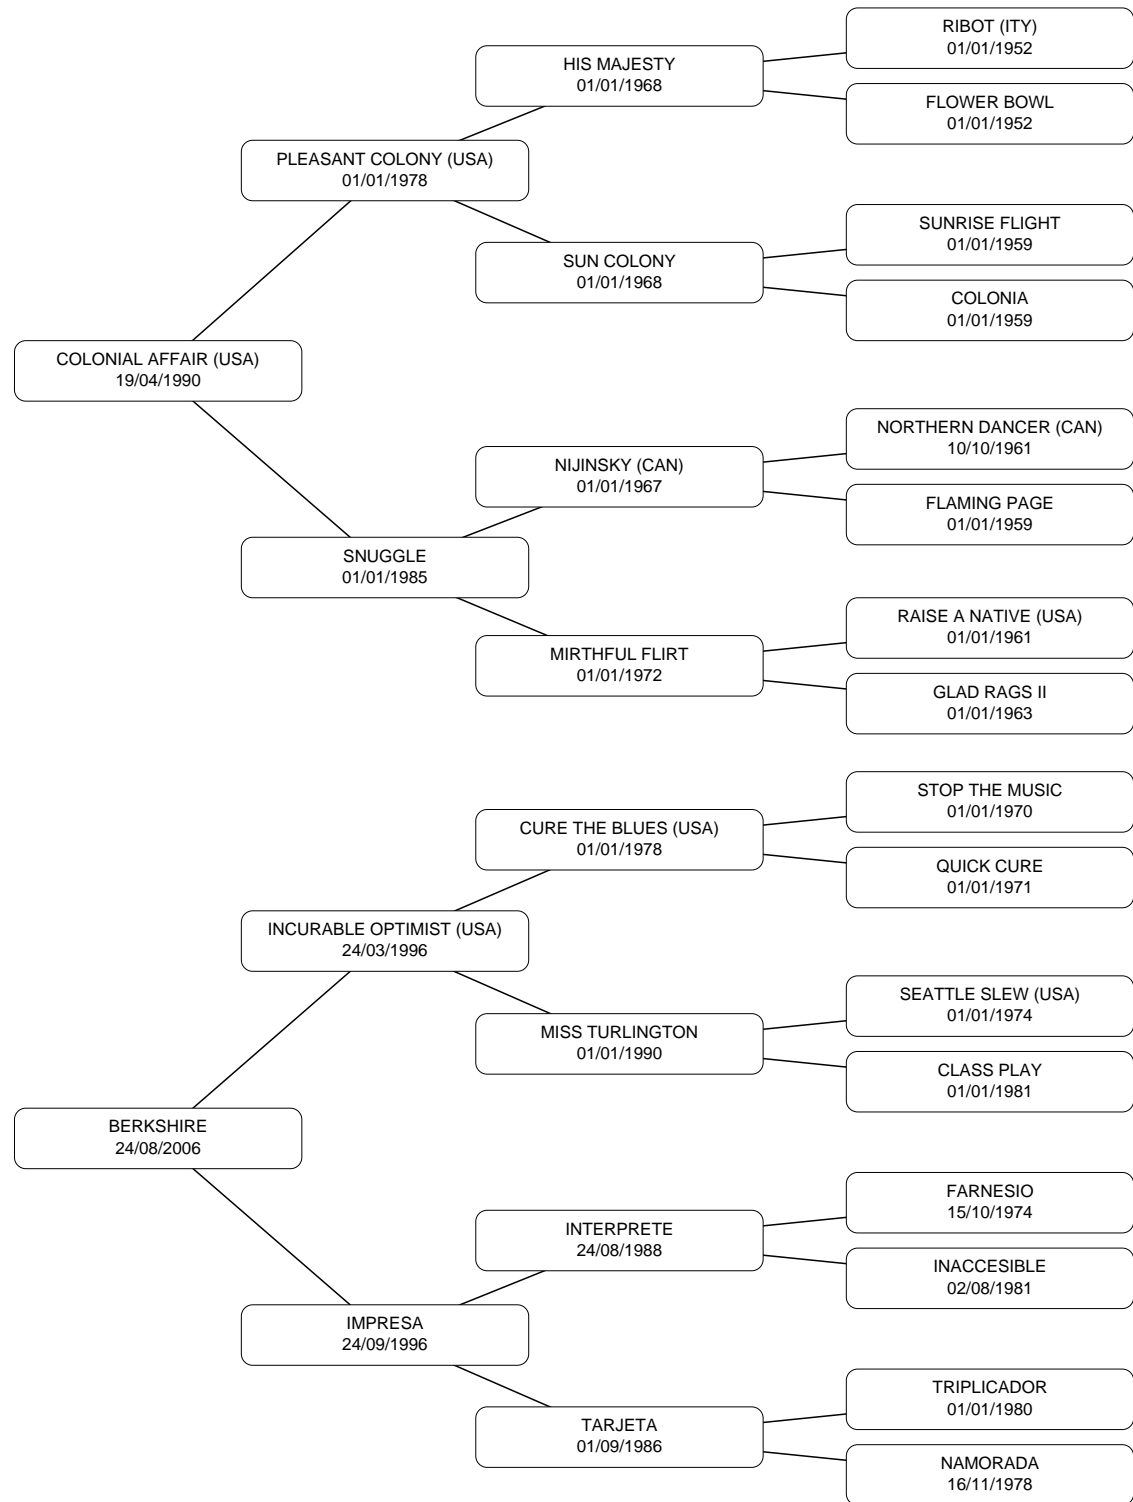 RIBOT (ITY)
01/01/1952
HIS MAJESTY
01/01/1968
FLOWER BOWL
01/01/1952
PLEASANT COLONY (USA)
01/01/1978
SUNRISE FLIGHT
01/01/1959
SUN COLONY
01/01/1968
COLONIA
01/01/1959
COLONIAL AFFAIR (USA)
19/04/1990
NORTHERN DANCER (CAN)
10/10/1961
NIJINSKY (CAN)
01/01/1967
FLAMING PAGE
01/01/1959
SNUGGLE
01/01/1985
RAISE A NATIVE (USA)
01/01/1961
MIRTHFUL FLIRT
01/01/1972
GLAD RAGS II
01/01/1963
STOP THE MUSIC
01/01/1970
CURE THE BLUES (USA)
01/01/1978
QUICK CURE
01/01/1971
INCURABLE OPTIMIST (USA)
24/03/1996
SEATTLE SLEW (USA)
01/01/1974
MISS TURLINGTON
01/01/1990
CLASS PLAY
01/01/1981
BERKSHIRE
24/08/2006
FARNESIO
15/10/1974
INTERPRETE
24/08/1988
INACCESIBLE
02/08/1981
IMPRESA
24/09/1996
TRIPLICADOR
01/01/1980
TARJETA
01/09/1986
NAMORADA
16/11/1978